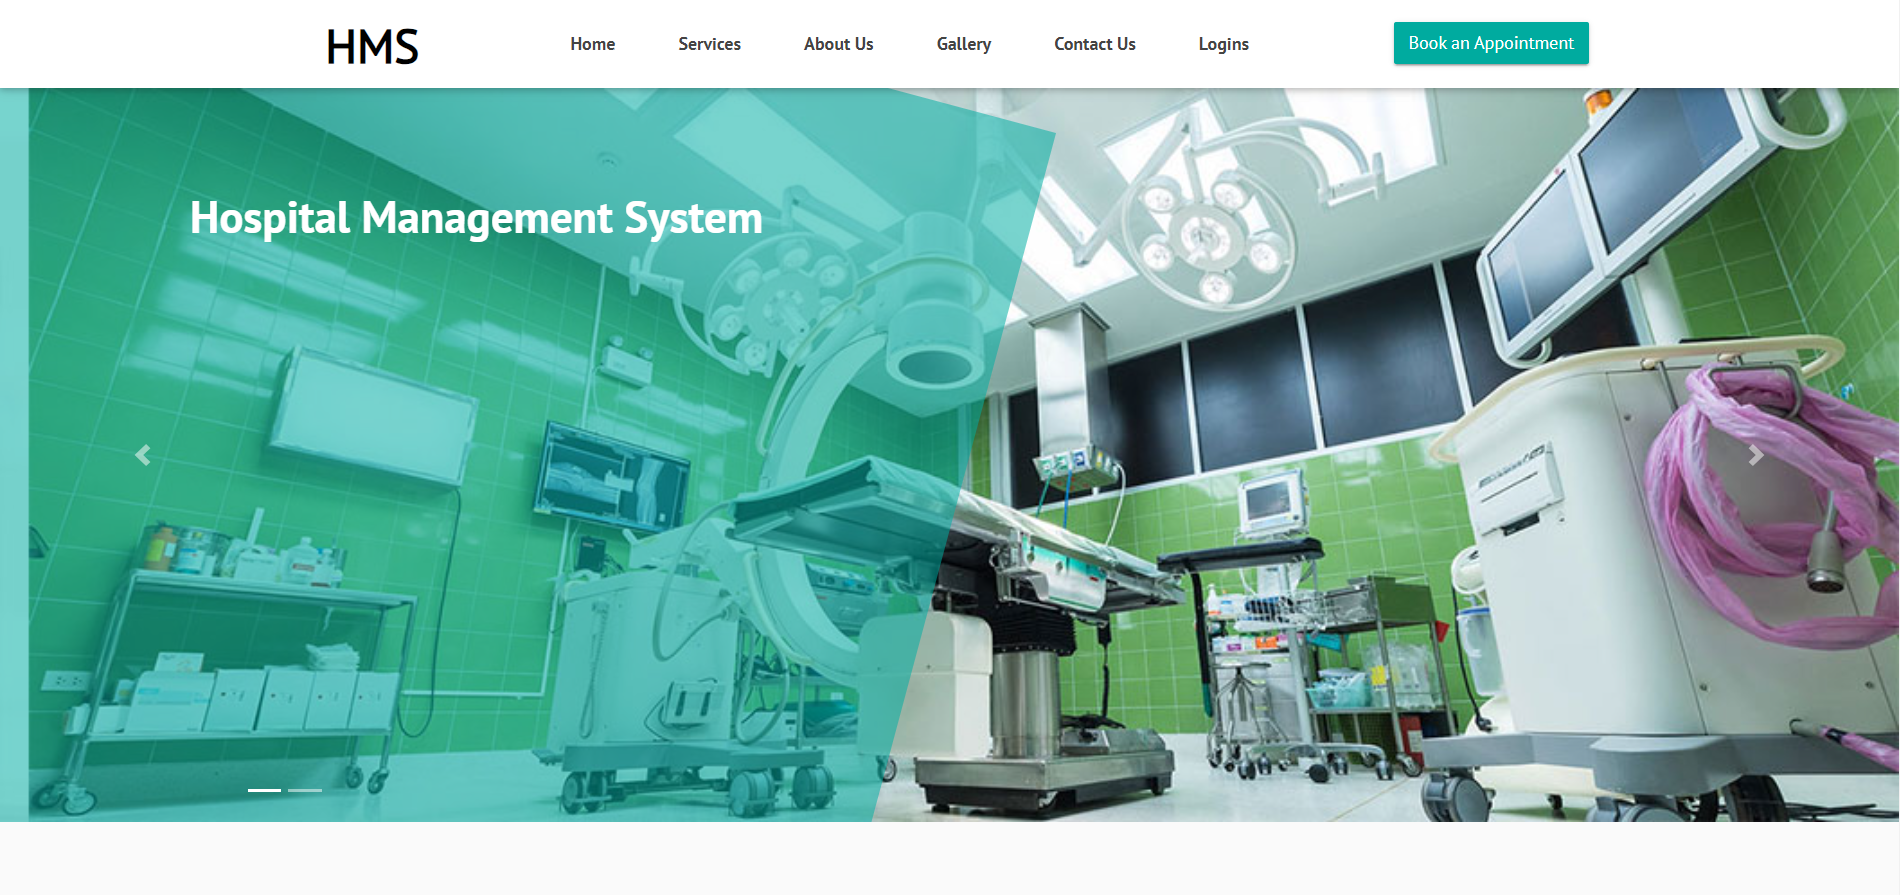 HMS
Home
Services
About Us
Gallery
Contact Us
Logins
Book an Appointment
Hospital Management System